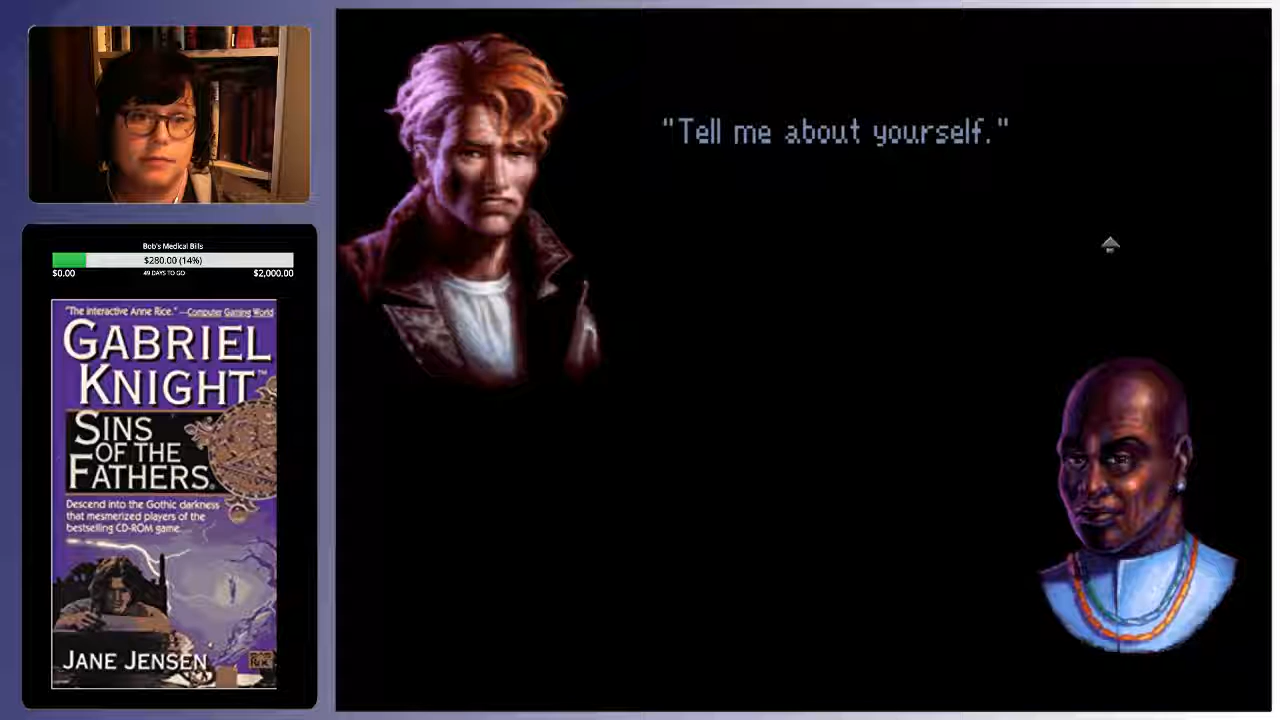 "Tell me about yourself."
Bob's Medical Bills
$280.00 (14%)
$0.00 49 DAYS TO GO $2,000.00
"The interactive Anne Rice." —Computer Gaming World
GABRIEL
KNIGHT™
SINS
OF THE
FATHERS
Descend into the Gothic darkness
that mesmerized players of the
bestselling CD-ROM game.
JANE JENSEN